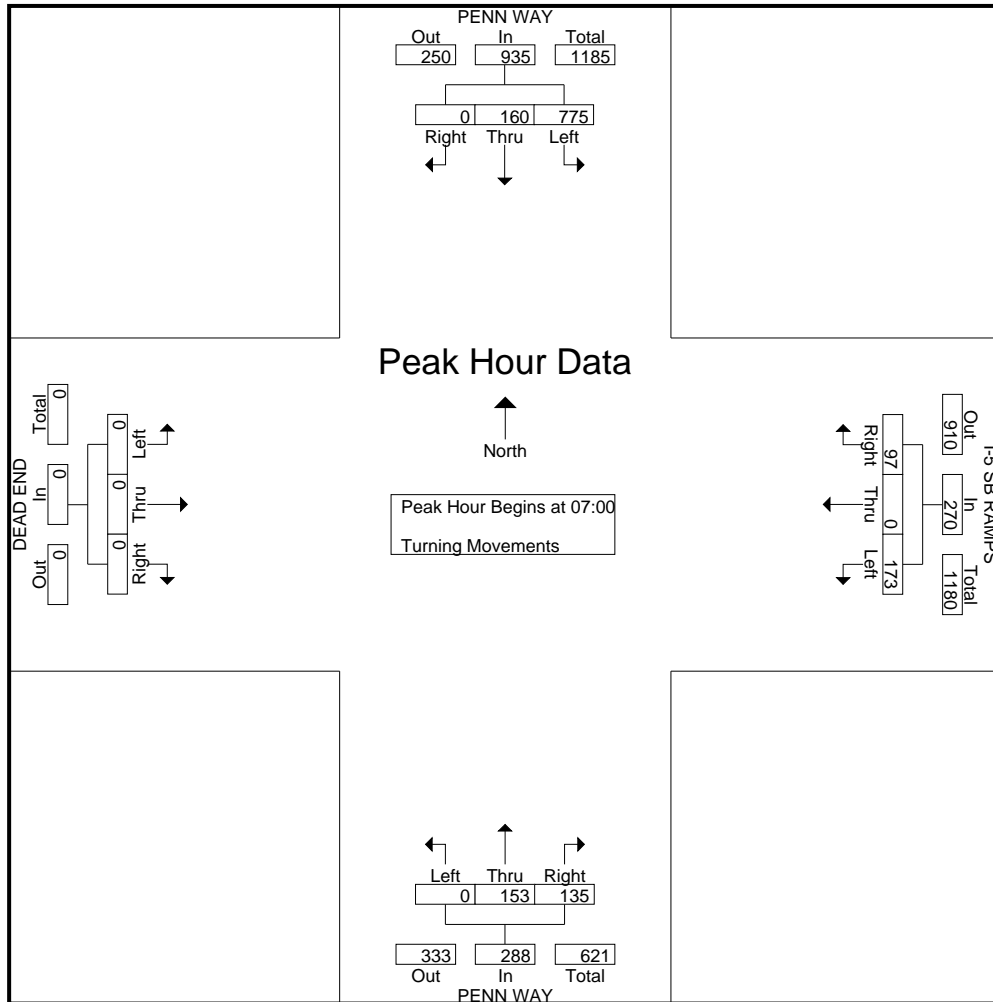 PENN WAY
Out In Total
250 935 1185
0 160 775
Right Thru Left
Peak Hour Data
North
Peak Hour Begins at 07:00
Turning Movements
DEAD END
Total In Out
0 0 0
0 0 0
Left Thru Right
I-5 SB RAMPS
Out In Total
910 270 1180
97 0 173
Right Thru Left
Left Thru Right
0 153 135
333 288 621
Out In Total
PENN WAY